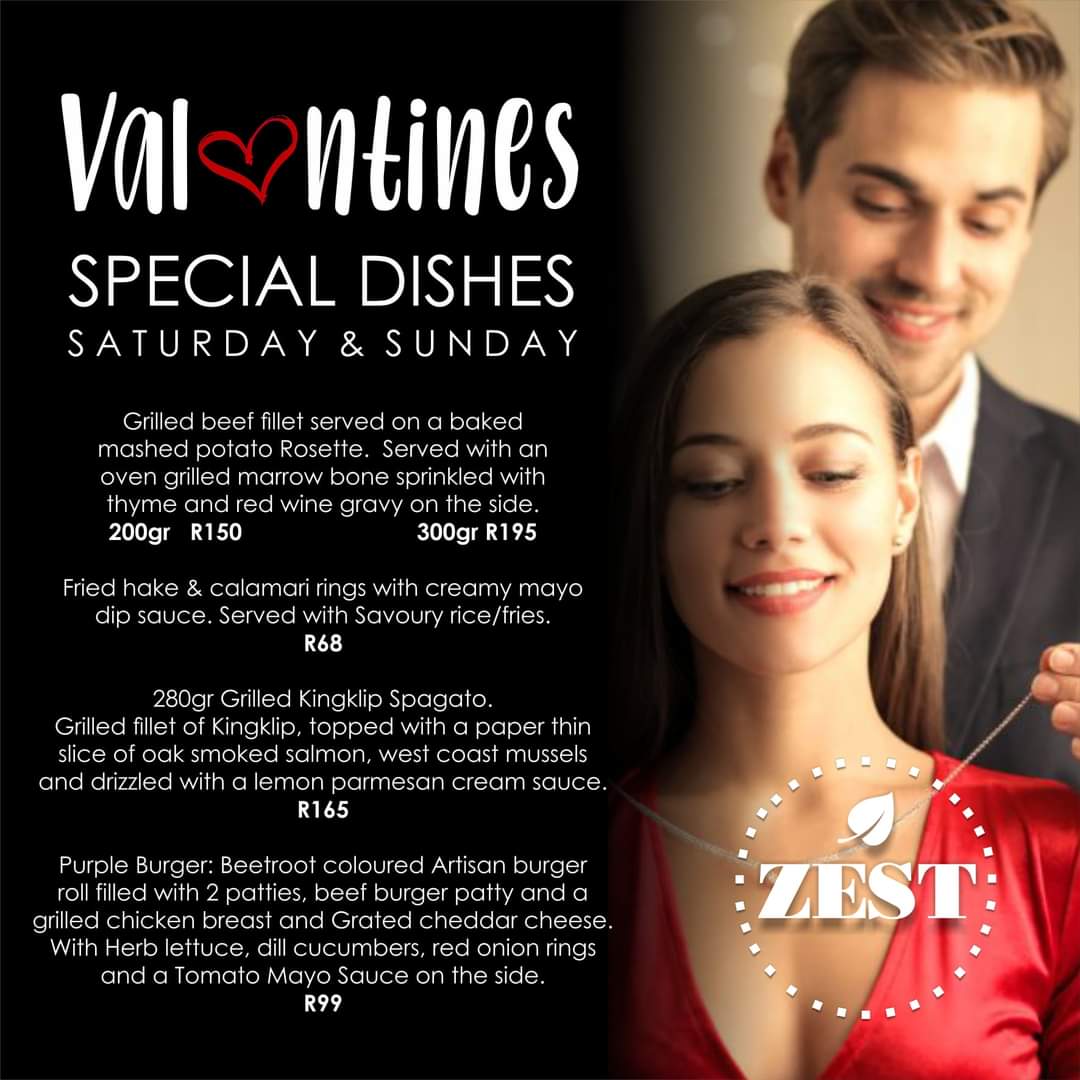 Valntines
SPECIAL DISHES
SATURDAY & SUNDAY
Grilled beef fillet served on a baked
mashed potato Rosette. Served with an
oven grilled marrow bone sprinkled with
thyme and red wine gravy on the side.
200gr R150 300gr R195
Fried hake & calamari rings with creamy mayo
dip sauce. Served with Savoury rice/fries.
R68
280gr Grilled Kingklip Spagato.
Grilled fillet of Kingklip, topped with a paper thin
slice of oak smoked salmon, west coast mussels
and drizzled with a lemon parmesan cream sauce.
R165
Purple Burger: Beetroot coloured Artisan burger
roll filled with 2 patties, beef burger patty and a
grilled chicken breast and Grated cheddar cheese.
With Herb lettuce, dill cucumbers, red onion rings
and a Tomato Mayo Sauce on the side.
R99
ZEST